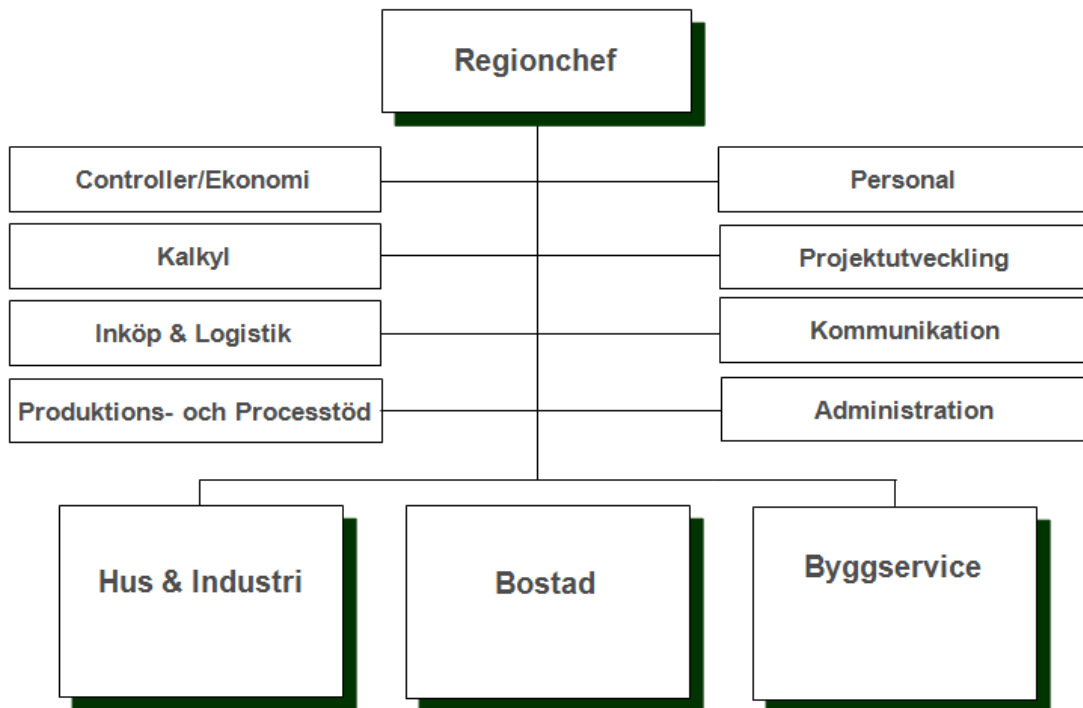 Regionchef
Controller/Ekonomi
Personal
Kalkyl
Projektutveckling
Inköp & Logistik
Kommunikation
Produktions- och Processtöd
Administration
Hus & Industri
Bostad
Byggservice